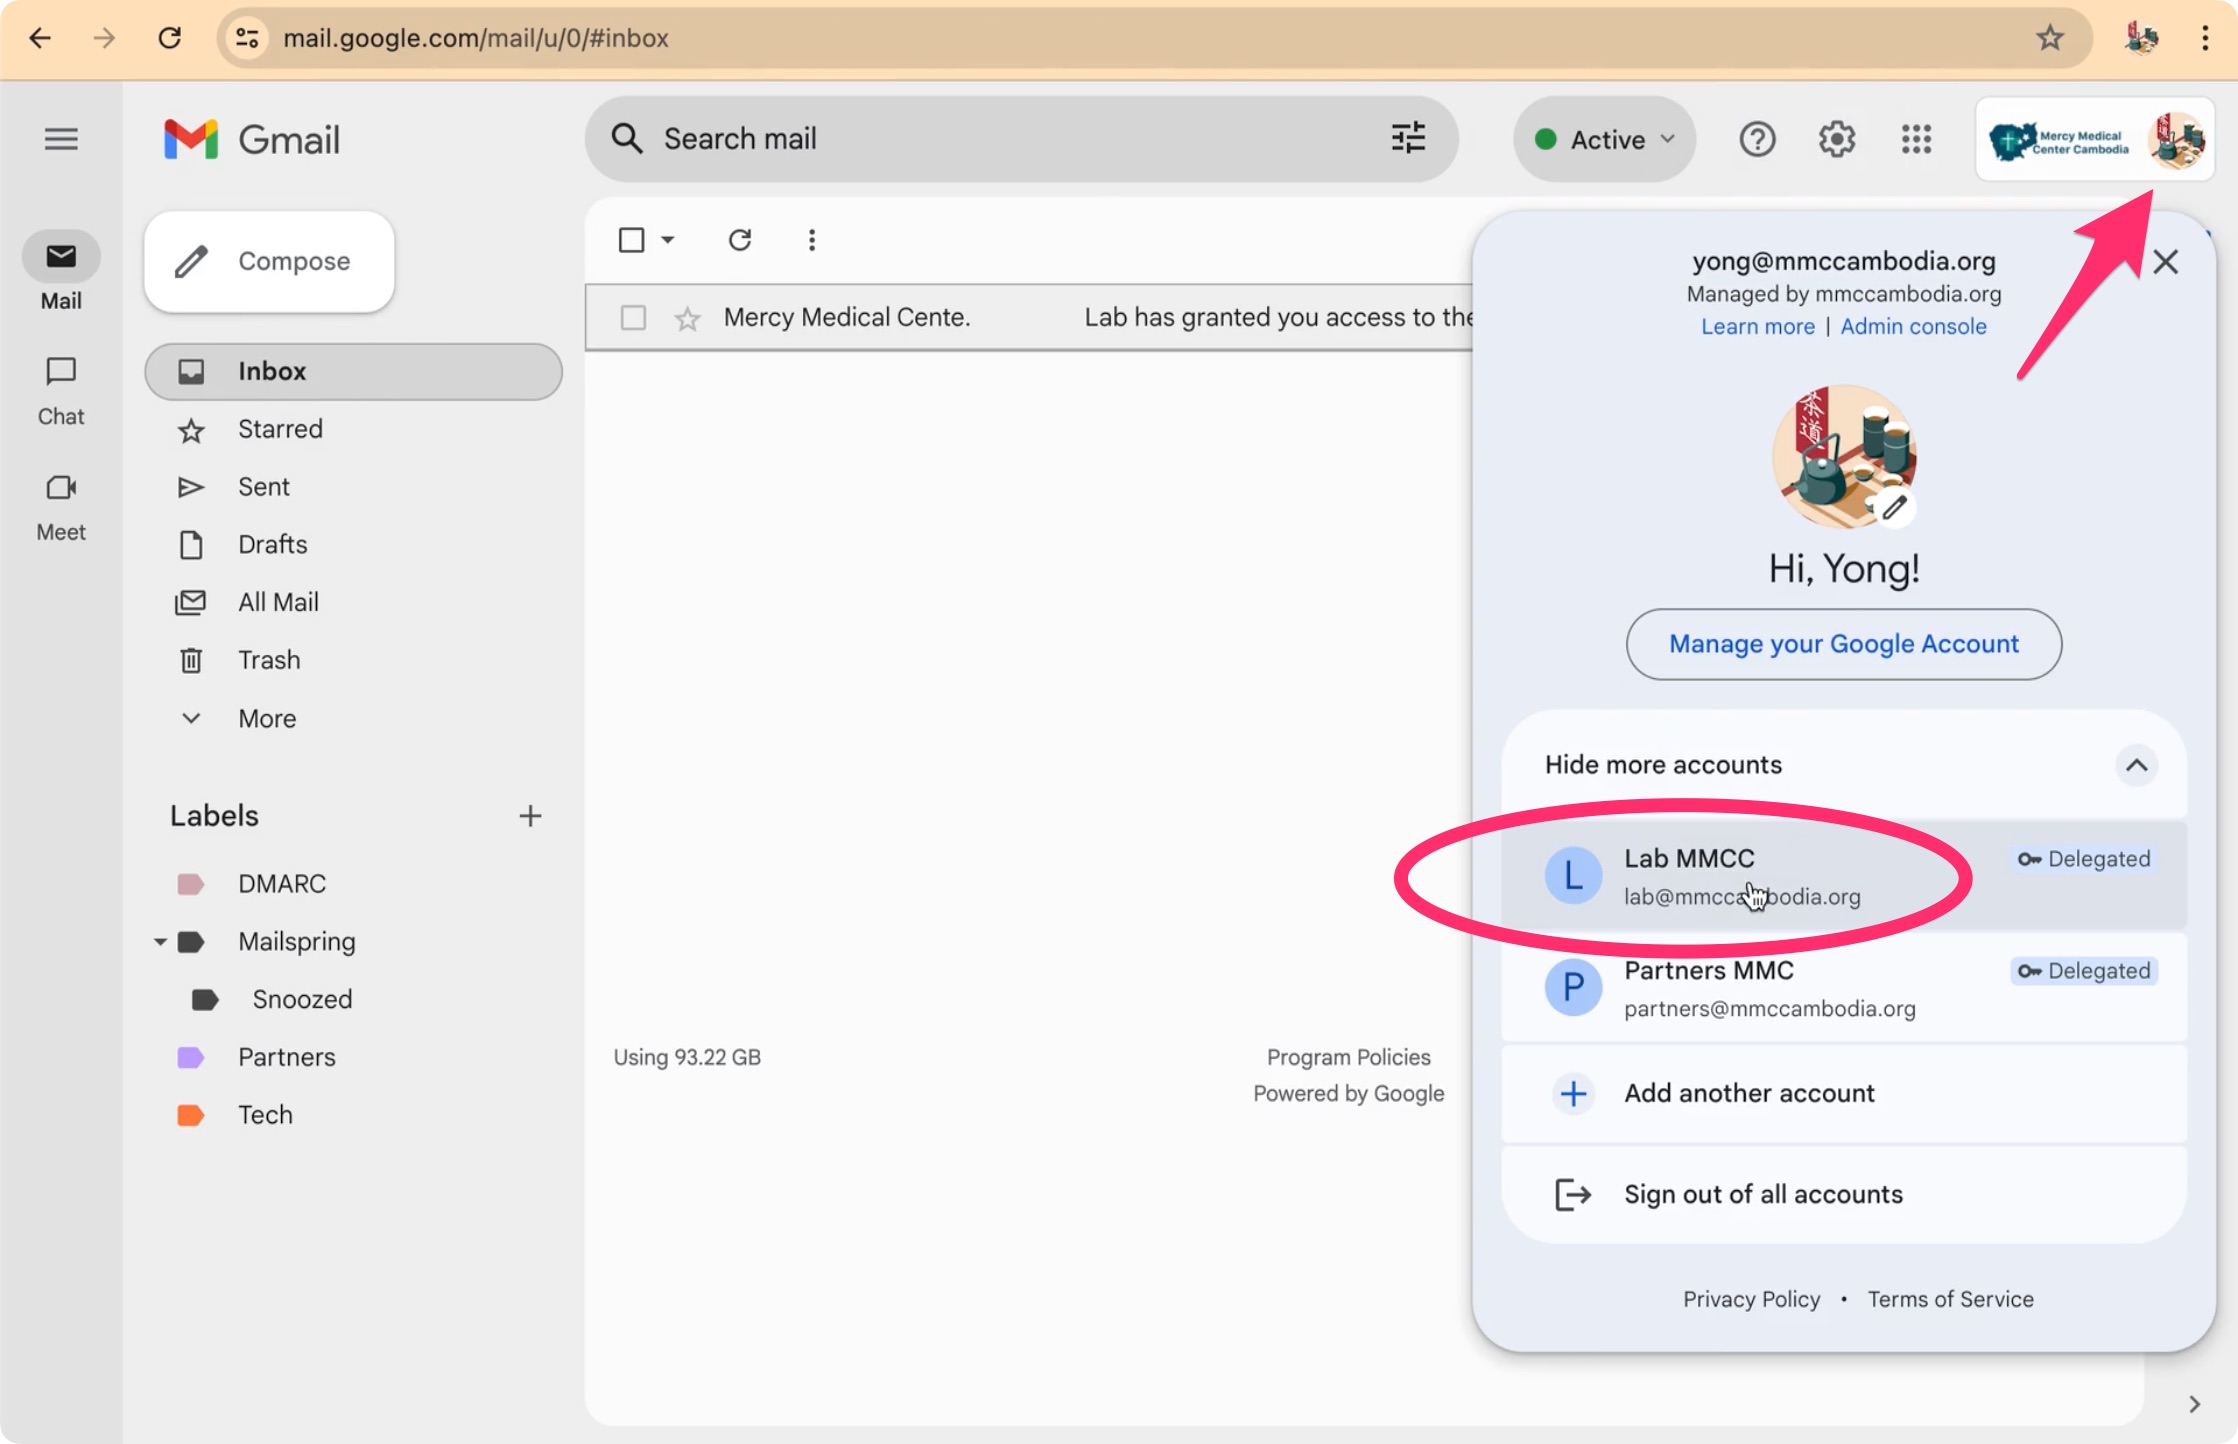 mail.google.com/mail/u/0/#inbox
Gmail
Search mail
Active
Mercy Medical
Center Cambodia
Mail
Chat
Meet
Compose
Inbox
Starred
Sent
Drafts
All Mail
Trash
More
Labels
DMARC
Mailspring
Snoozed
Partners
Tech
Mercy Medical Cente. Lab has granted you access to the
Using 93.22 GB
Program Policies
Powered by Google
yong@mmccambodia.org
Managed by mmccambodia.org
Learn more | Admin console
茶道
Hi, Yong!
Manage your Google Account
Hide more accounts
L
Lab MMCC
Delegated
lab@mmccambodia.org
P
Partners MMC
Delegated
partners@mmccambodia.org
Add another account
Sign out of all accounts
Privacy Policy • Terms of Service